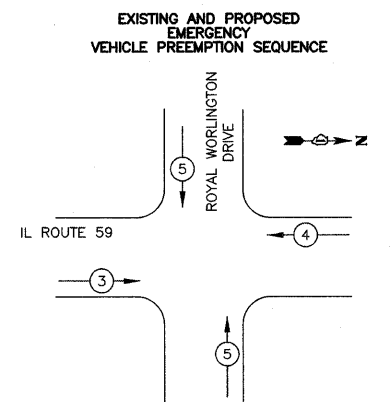 EXISTING AND PROPOSED
EMERGENCY
VEHICLE PREEMPTION SEQUENCE
ROYAL WORLINGTON
DRIVE
5
N
IL ROUTE 59
4
3
5